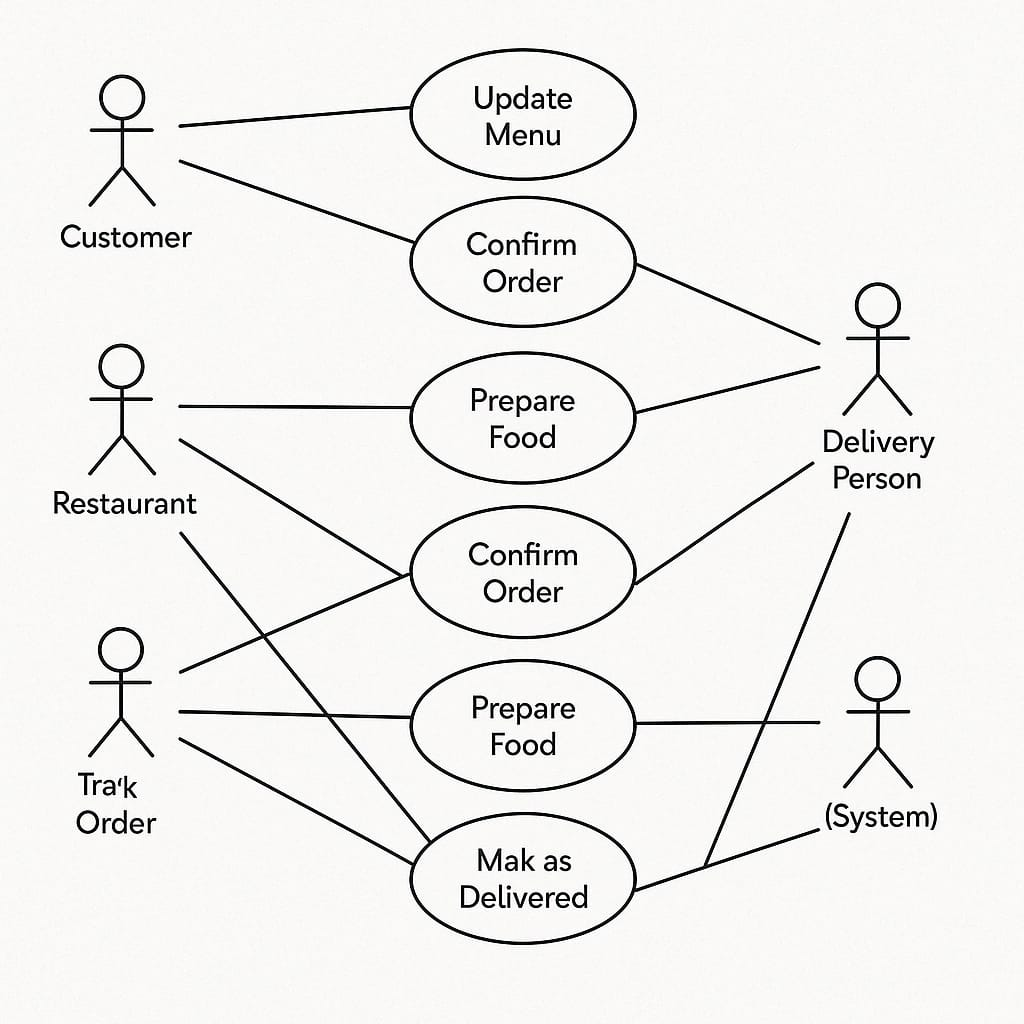 Update
Menu
Customer
Confirm
Order
Prepare
Food
Delivery
Person
Restaurant
Confirm
Order
Prepare
Food
Order
(System)
Mak as
Delivered